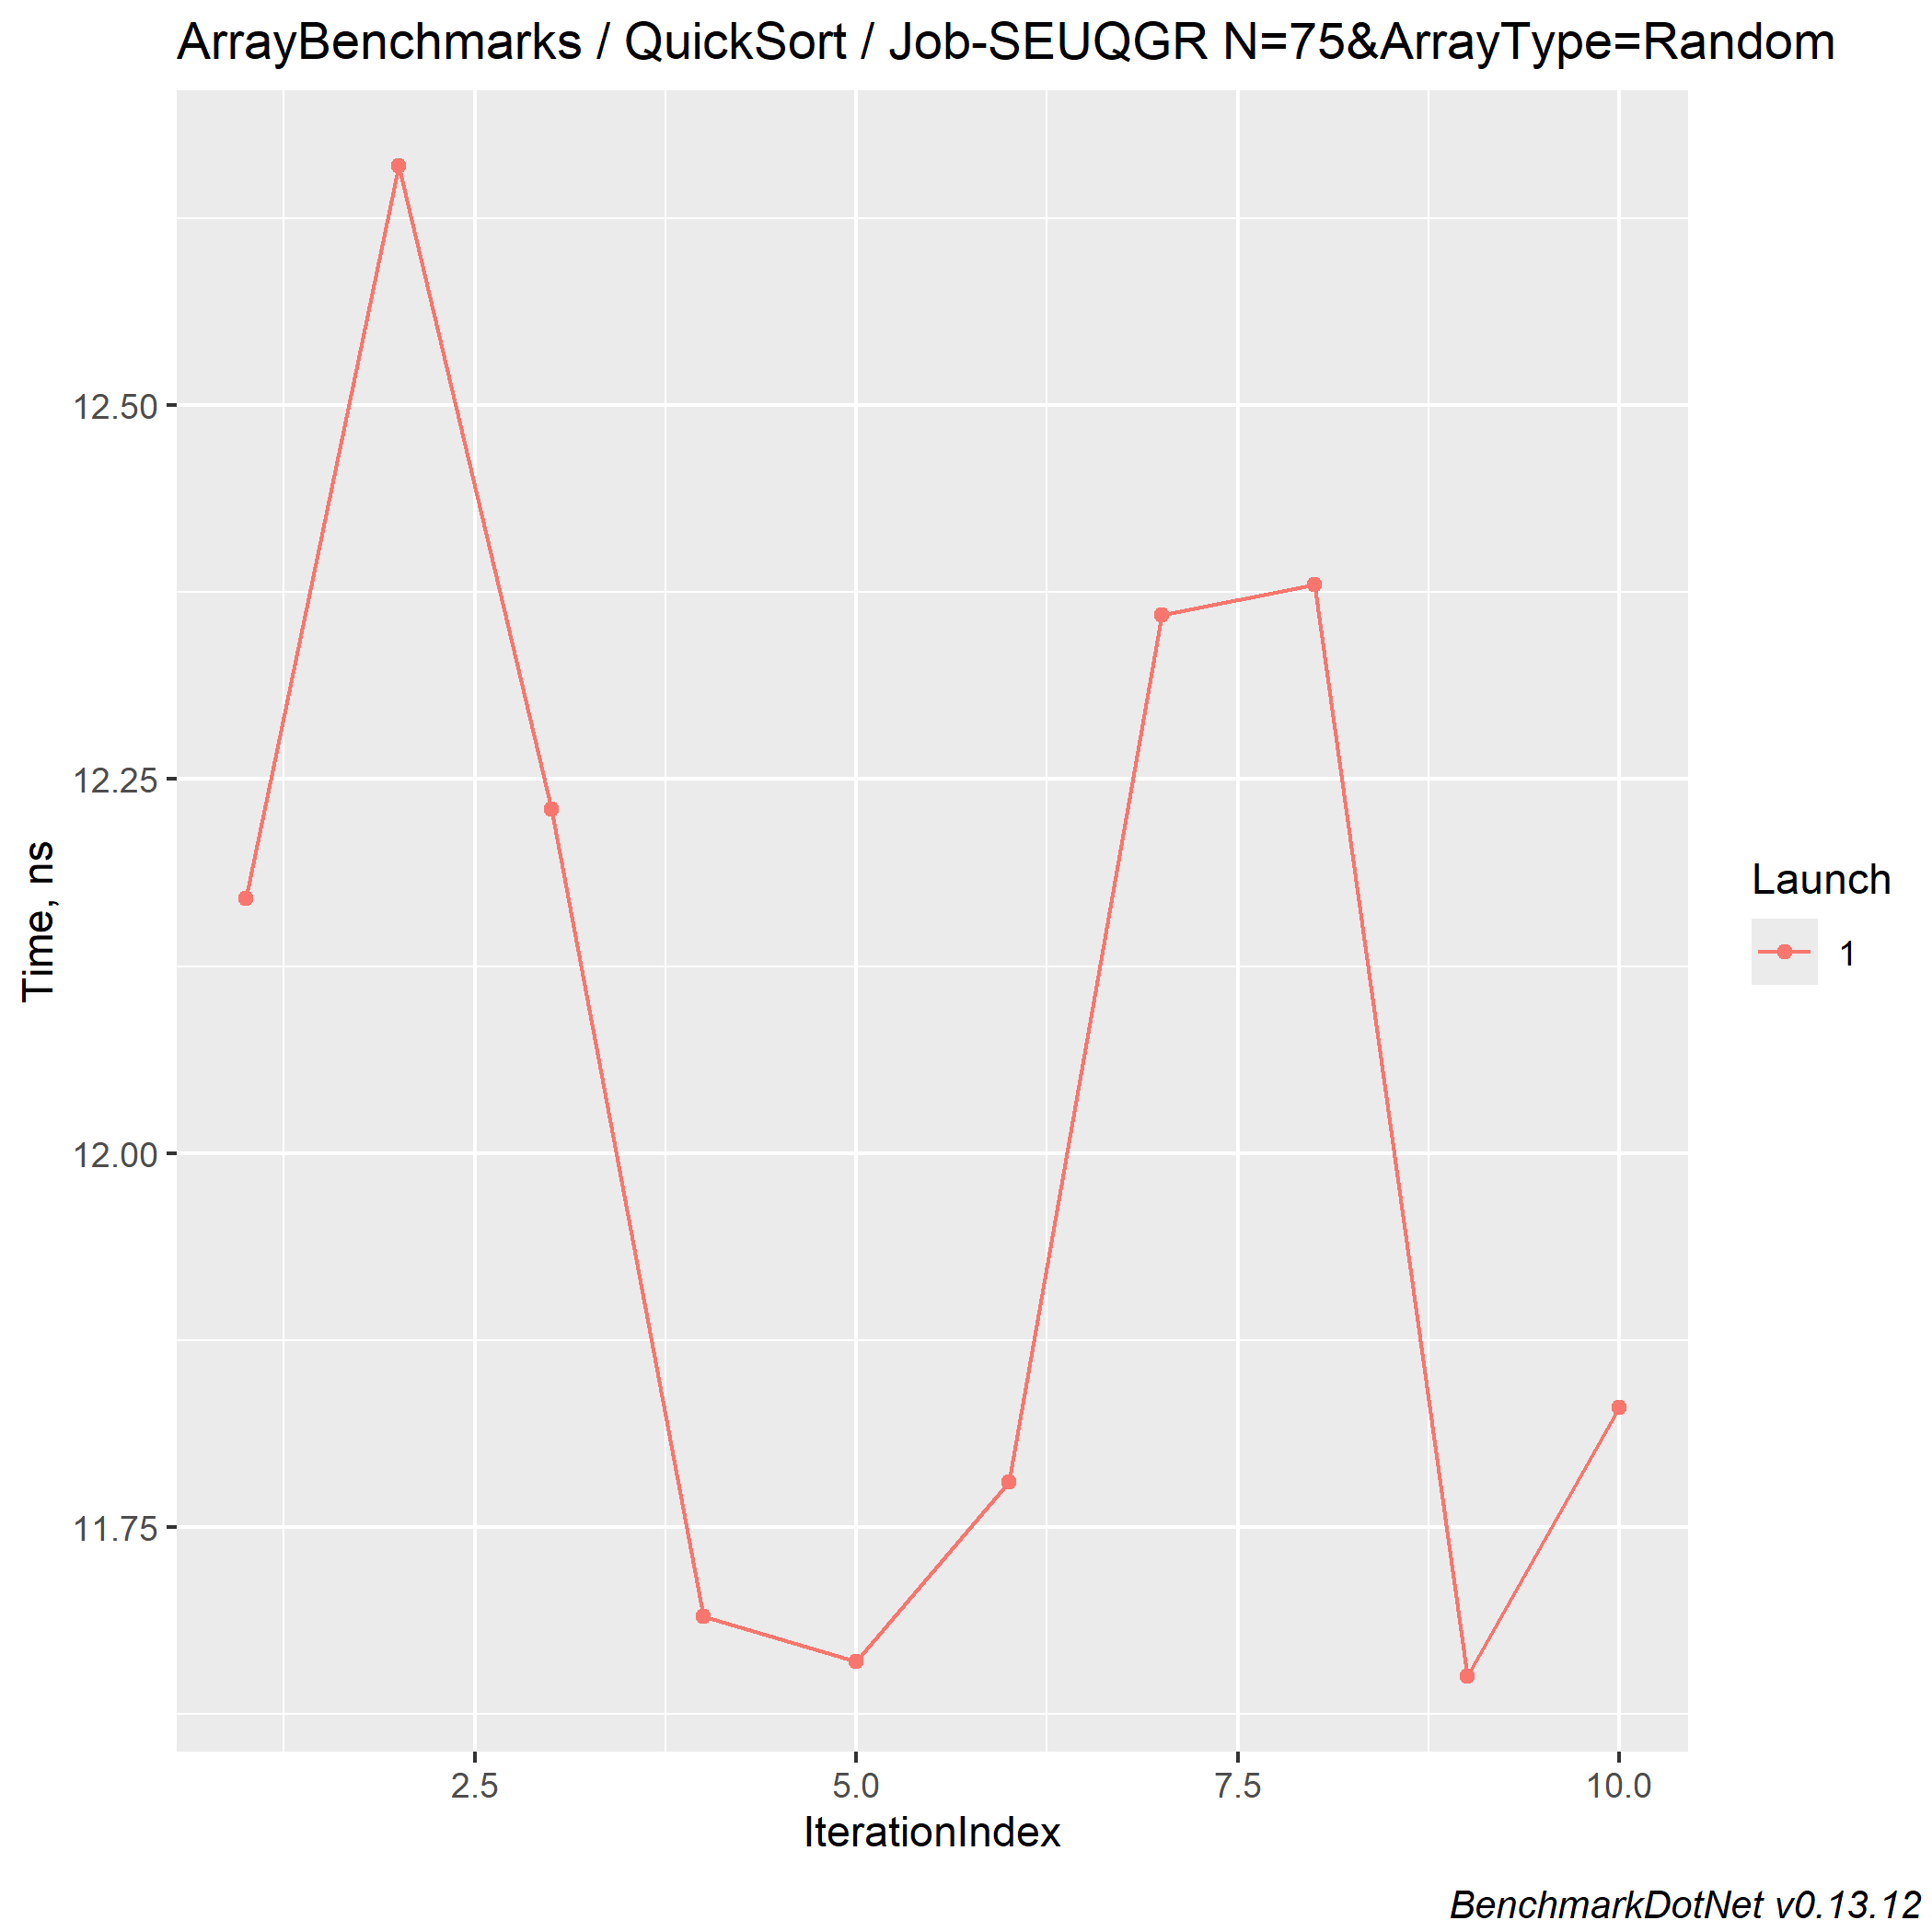 ArrayBenchmarks / QuickSort / Job-SEUQGR N=75&ArrayType=Random
12.50
12.25
12.00
11.75
Time, ns
2.5 5.0 7.5 10.0
IterationIndex
Launch
1
BenchmarkDotNet v0.13.12